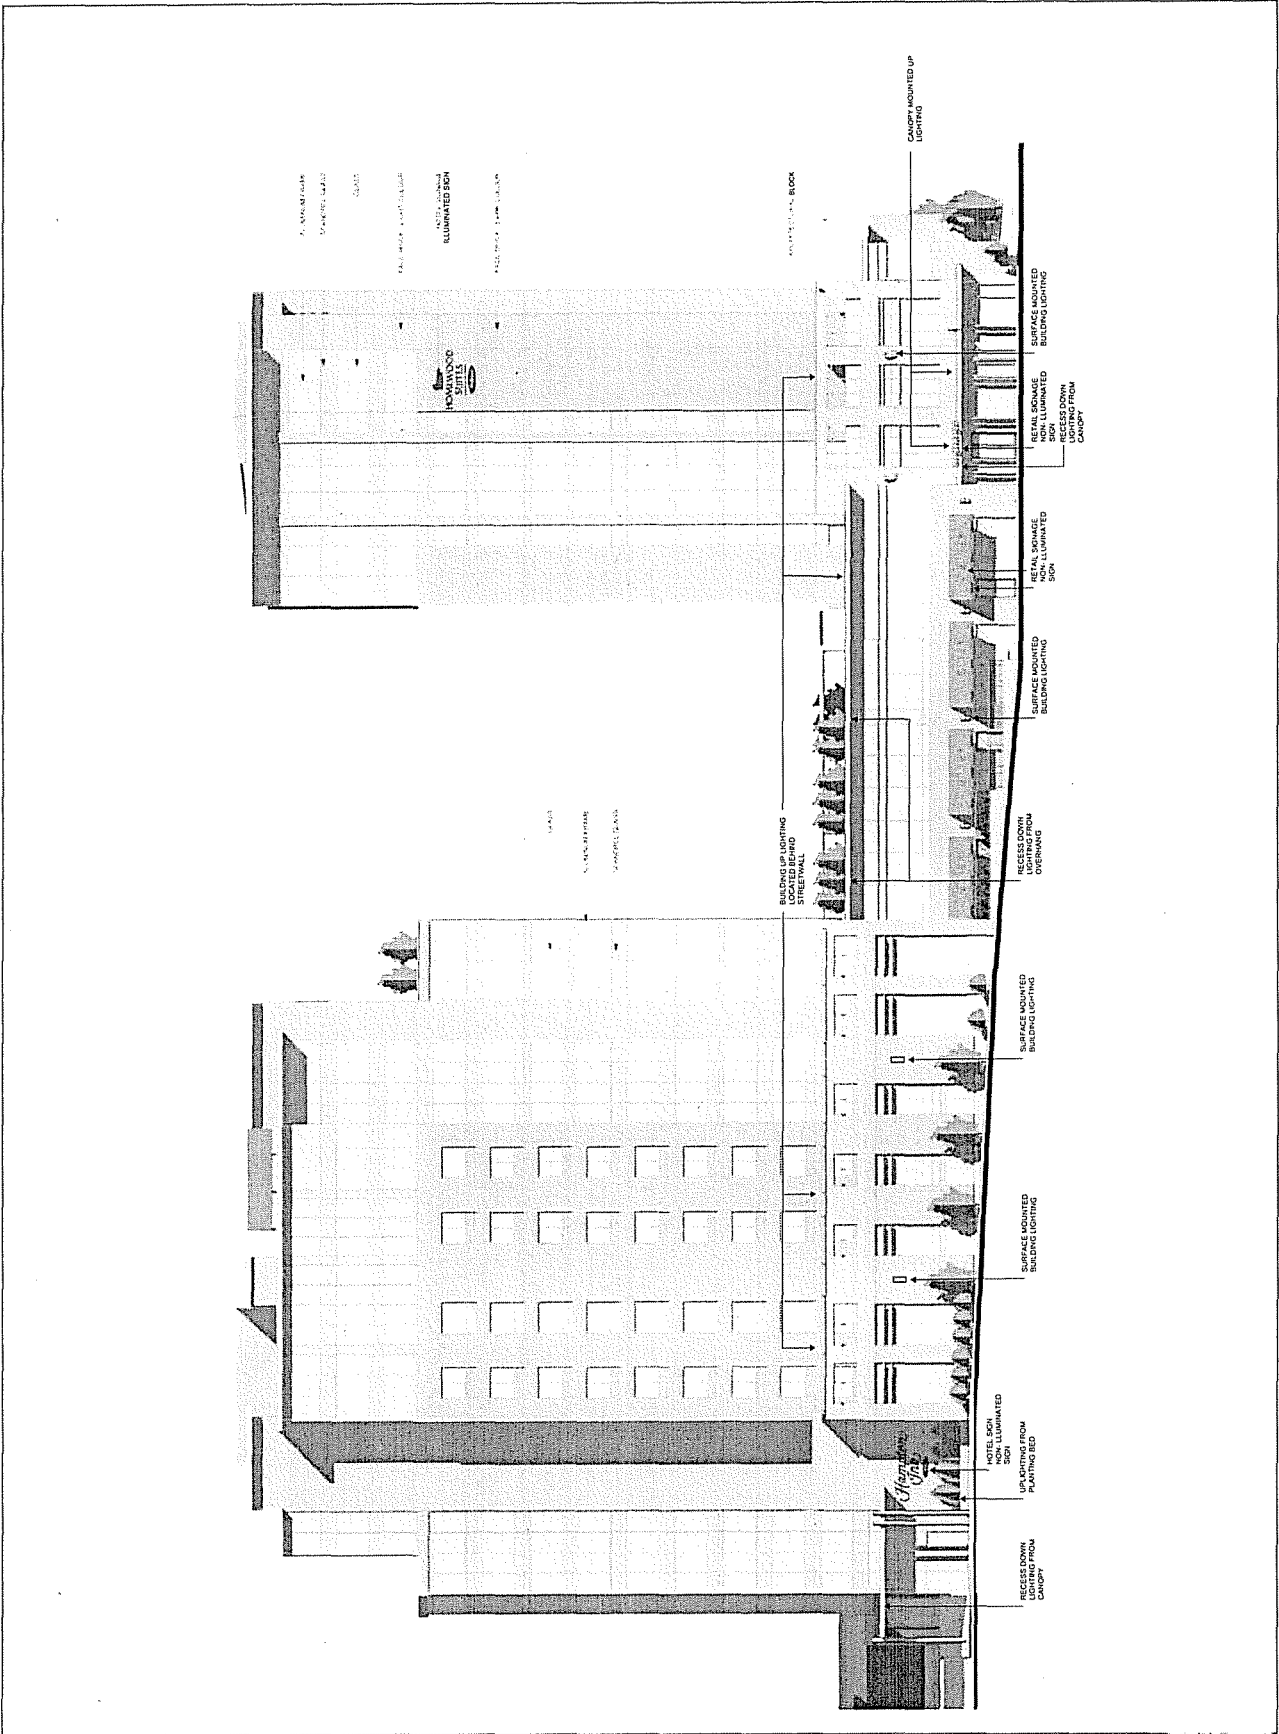 CANOPY MOUNTED UP
LIGHTING
ILLUMINATED SIGN
BLOCK
HOMEWOOD
SUITES
SURFACE MOUNTED
BUILDING LIGHTING
RETAIL SIGNAGE
NON- ILLUMINATED
SIGN
RECESS DOWN
LIGHTING FROM
CANOPY
RETAIL SIGNAGE
NON- ILLUMINATED
SIGN
SURFACE MOUNTED
BUILDING LIGHTING
BUILDING UP LIGHTING
LOCATED BEHIND
STREETWALL
RECESS DOWN
LIGHTING FROM
OVERHANG
SURFACE MOUNTED
BUILDING LIGHTING
SURFACE MOUNTED
BUILDING LIGHTING
Hampton
Inn
HOTEL SIGN
NON- ILLUMINATED
SIGN
UPLIGHTING FROM
PLANTING BED
RECESS DOWN
LIGHTING FROM
CANOPY